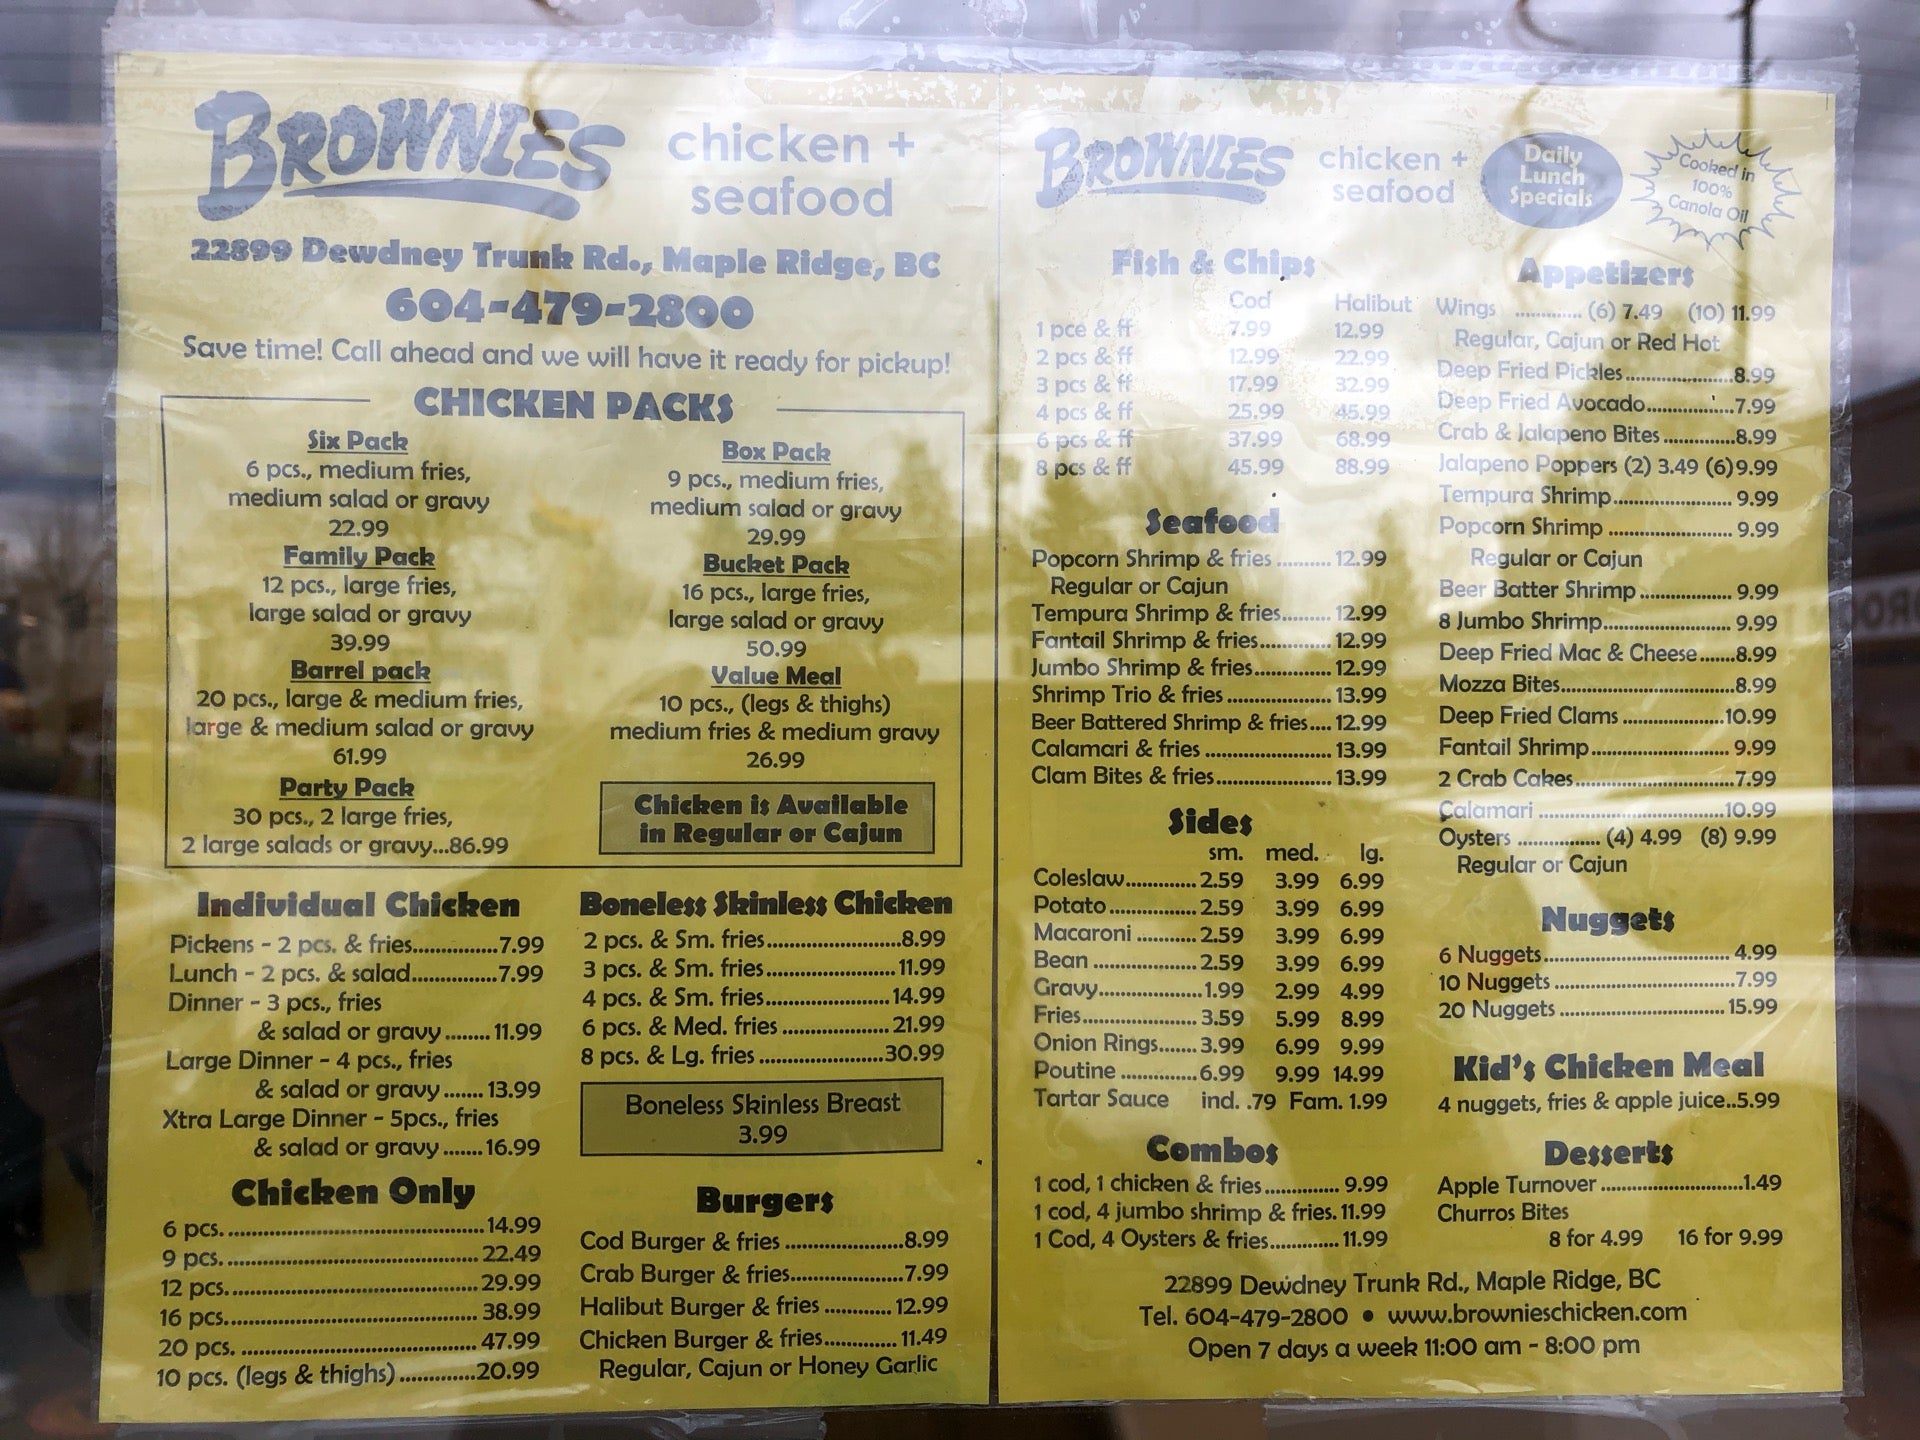 BROWNIES chicken + seafood
22899 Dewdney Trunk Rd., Maple Ridge, BC
604-479-2800
Save time! Call ahead and we will have it ready for pickup!
CHICKEN PACKS
Six Pack
6 pcs., medium fries,
medium salad or gravy
22.99
Family Pack
12 pcs., large fries,
large salad or gravy
39.99
Barrel pack
20 pcs., large & medium fries,
large & medium salad or gravy
61.99
Party Pack
30 pcs., 2 large fries,
2 large salads or gravy...86.99
Box Pack
9 pcs., medium fries,
medium salad or gravy
29.99
Bucket Pack
16 pcs., large fries,
large salad or gravy
50.99
Value Meal
10 pcs., (legs & thighs)
medium fries & medium gravy
26.99
Chicken is Available
in Regular or Cajun
Individual Chicken
Pickens - 2 pcs. & fries..............7.99
Lunch - 2 pcs. & salad..............7.99
Dinner - 3 pcs., fries
& salad or gravy ........ 11.99
Large Dinner - 4 pcs., fries
& salad or gravy ....... 13.99
Xtra Large Dinner - 5pcs., fries
& salad or gravy ....... 16.99
Chicken Only
6 pcs. ............. 14.99
9 pcs. ............. 22.49
12 pcs. ............. 29.99
16 pcs. ............. 38.99
20 pcs. ............. 47.99
10 pcs. (legs & thighs) .............20.99
Boneless Skinless Chicken
2 pcs. & Sm. fries.............8.99
3 pcs. & Sm. fries............. 11.99
4 pcs. & Sm. fries............. 14.99
6 pcs. & Med. fries ............. 21.99
8 pcs. & Lg. fries .............30.99
Boneless Skinless Breast
3.99
Burgers
Cod Burger & fries .............8.99
Crab Burger & fries.............7.99
Halibut Burger & fries ............ 12.99
Chicken Burger & fries............. 11.49
Regular, Cajun or Honey Garlic
BROWNIES chicken + seafood
Daily
Lunch
Specials
Cooked in
100%
Canola Oil
Fish & Chips
Cod Halibut
1 pce & ff 7.99 12.99
2 pcs & ff 12.99 22.99
3 pcs & ff 17.99 32.99
4 pcs & ff 25.99 45.99
6 pcs & ff 37.99 68.99
8 pcs & ff 45.99 88.99
Seafood
Popcorn Shrimp & fries .......... 12.99
Regular or Cajun
Tempura Shrimp & fries.......... 12.99
Fantail Shrimp & fries............. 12.99
Jumbo Shrimp & fries.............. 12.99
Shrimp Trio & fries ............. 13.99
Beer Battered Shrimp & fries.... 12.99
Calamari & fries ............. 13.99
Clam Bites & fries............. 13.99
Sides
sm. med. lg.
Coleslaw............. 2.59 3.99 6.99
Potato ............. 2.59 3.99 6.99
Macaroni ........... 2.59 3.99 6.99
Bean ............. 2.59 3.99 6.99
Gravy.............1.99 2.99 4.99
Fries............. 3.59 5.99 8.99
Onion Rings....... 3.99 6.99 9.99
Poutine .............6.99 9.99 14.99
Tartar Sauce ind. .79 Fam. 1.99
Combos
1 cod, 1 chicken & fries ............. 9.99
1 cod, 4 jumbo shrimp & fries. 11.99
1 Cod, 4 Oysters & fries............. 11.99
Appetizers
Wings ............. (6) 7.49 (10) 11.99
Regular, Cajun or Red Hot
Deep Fried Pickles.............8.99
Deep Fried Avocado.............7.99
Crab & Jalapeno Bites .............8.99
Jalapeno Poppers (2) 3.49 (6)9.99
Tempura Shrimp............. 9.99
Popcorn Shrimp ............. 9.99
Regular or Cajun
Beer Batter Shrimp ............. 9.99
8 Jumbo Shrimp............. 9.99
Deep Fried Mac & Cheese.......8.99
Mozza Bites.............8.99
Deep Fried Clams .............10.99
Fantail Shrimp............. 9.99
2 Crab Cakes.............7.99
Calamari .............10.99
Oysters ............. (4) 4.99 (8) 9.99
Regular or Cajun
Nuggets
6 Nuggets............. 4.99
10 Nuggets .............7.99
20 Nuggets ............. 15.99
Kid's Chicken Meal
4 nuggets, fries & apple juice..5.99
Desserts
Apple Turnover .............1.49
Churros Bites
8 for 4.99 16 for 9.99
22899 Dewdney Trunk Rd., Maple Ridge, BC
Tel. 604-479-2800 • www.brownieschicken.com
Open 7 days a week 11:00 am - 8:00 pm